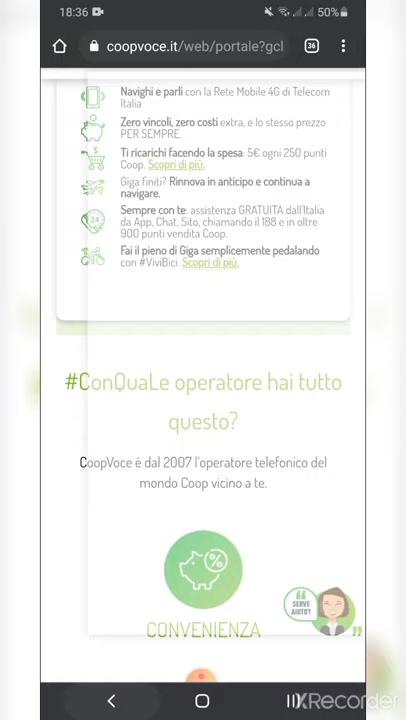 18:36 50%
coopvoce.it/web/portale?gcl 36
Navighi e parli con la Rete Mobile 4G di Telecom
Italia
Zero vincoli, zero costi extra, e lo stesso prezzo
PER SEMPRE.
Ti ricarichi facendo la spesa: 5€ ogni 250 punti
Coop. Scopri di più.
Giga finiti? Rinnova in anticipo e continua a
navigare.
Sempre con te: assistenza GRATUITA dall'Italia
da App, Chat, Sito, chiamando il 188 e in oltre
900 punti vendita Coop.
Fai il pieno di Giga semplicemente pedalando
con #ViviBici. Scopri di più.
24
#ConQuaLe operatore hai tutto
questo?
CoopVoce è dal 2007 l'operatore telefonico del
mondo Coop vicino a te.
%
SERVE
AIUTO?
CONVENIENZA
XRecorder